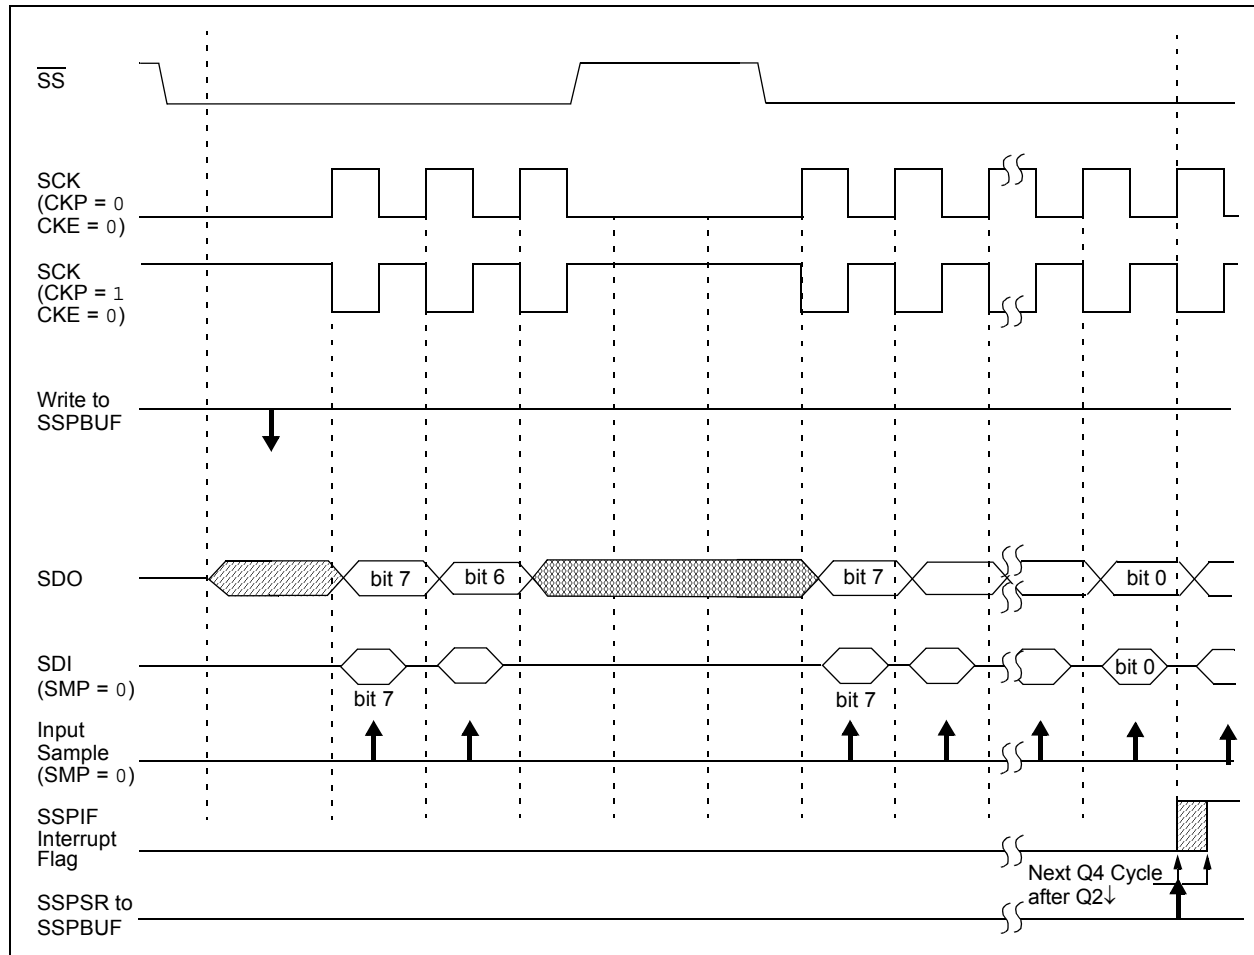 SS
SCK
(CKP = 0
CKE = 0)
SCK
(CKP = 1
CKE = 0)
Write to
SSPBUF
SDO
bit 7
bit 6
bit 7
bit 0
SDI
(SMP = 0)
bit 7
bit 7
bit 0
Input
Sample
(SMP = 0)
SSPIF
Interrupt
Flag
Next Q4 Cycle
after Q2↓
SSPSR to
SSPBUF